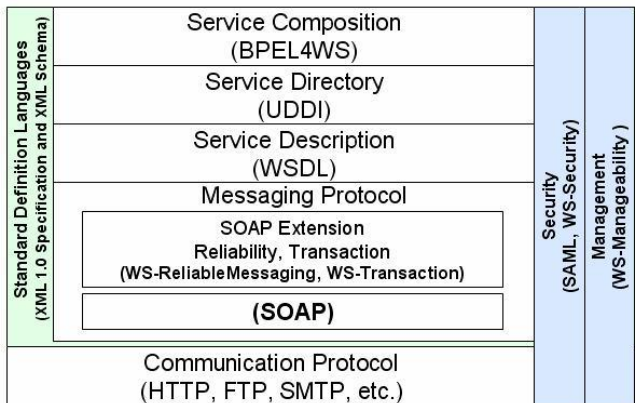 Standard Definition Languages
(XML 1.0 Specification and XML Schema)
Service Composition
(BPEL4WS)
Service Directory
(UDDI)
Service Description
(WSDL)
Messaging Protocol
SOAP Extension
Reliability, Transaction
(WS-ReliableMessaging, WS-Transaction)
(SOAP)
Communication Protocol
(HTTP, FTP, SMTP, etc.)
Security
(SAML, WS-Security)
Management
(WS-Manageability )